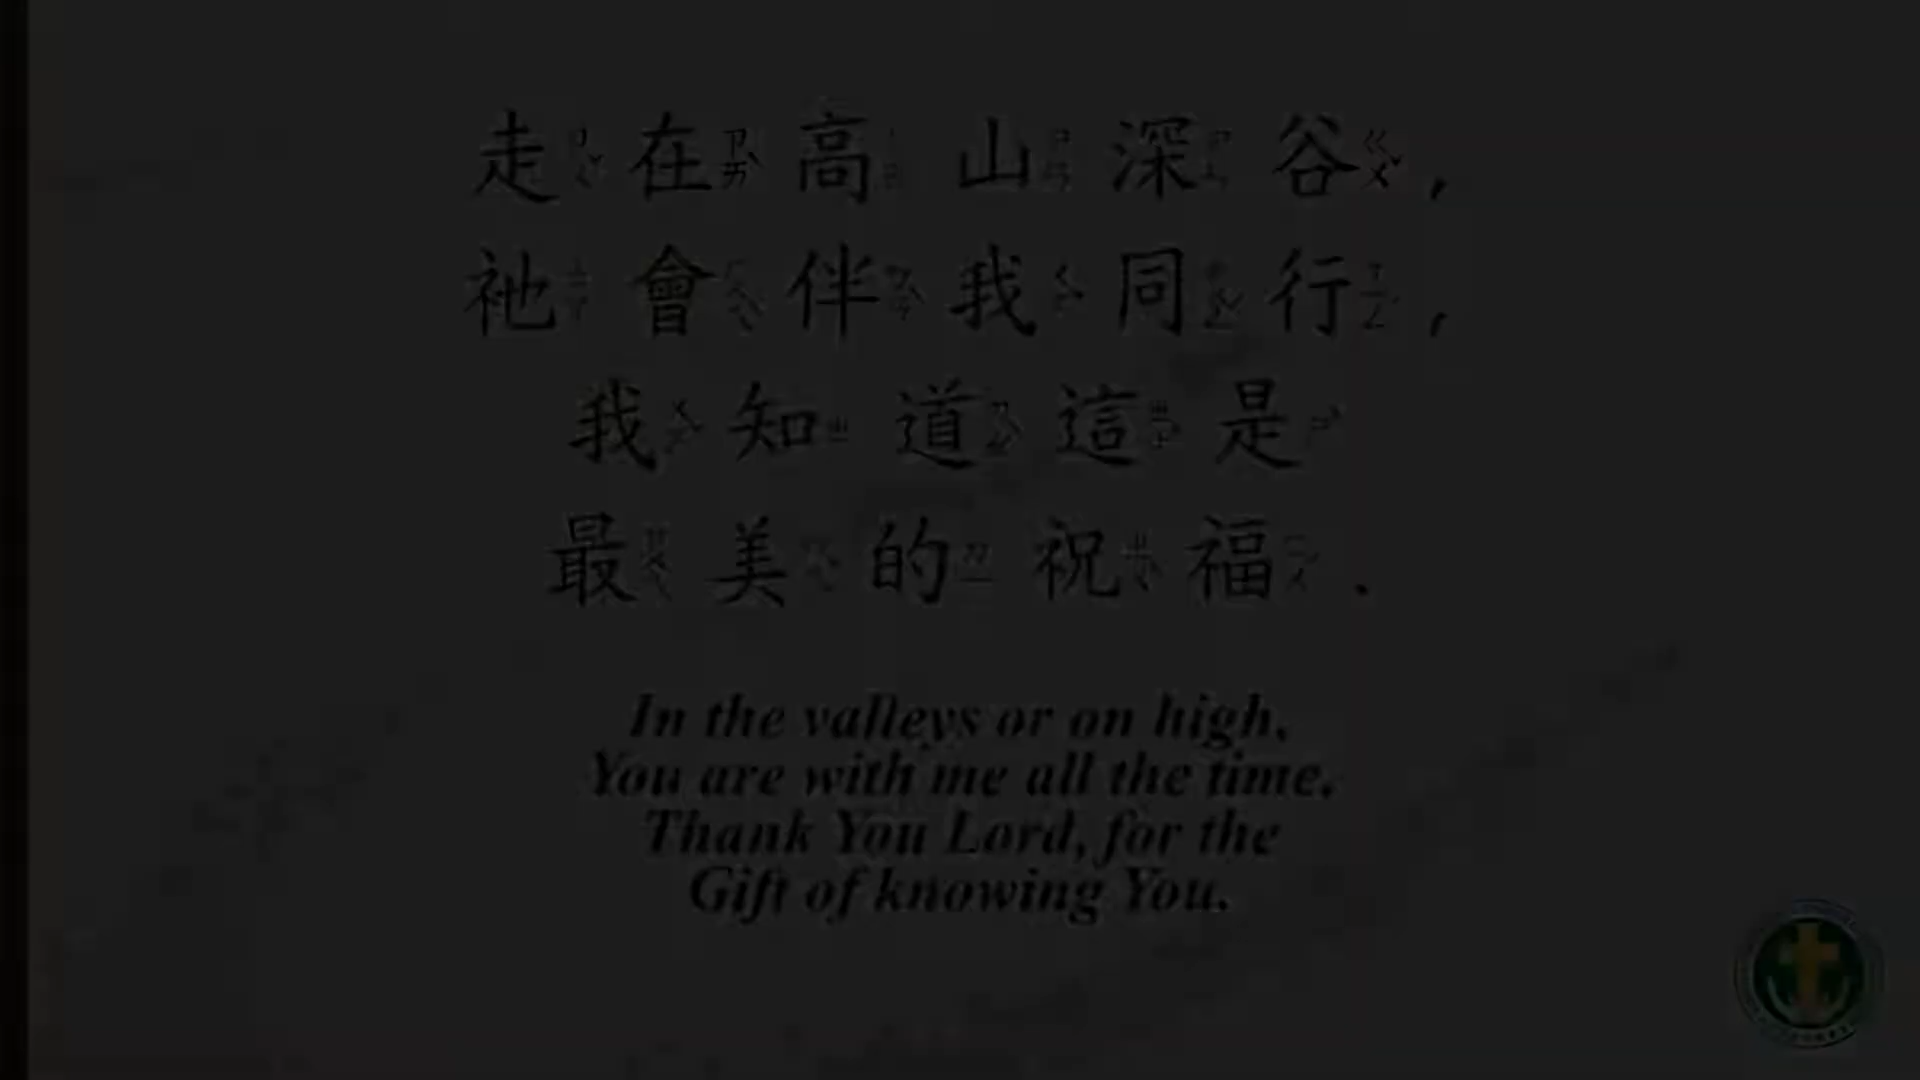 走在高山深谷，
祂會伴我同行，
我知道這是
最美的祝福．
In the valleys or on high,
You are with me all the time.
Thank You Lord, for the
Gift of knowing You.